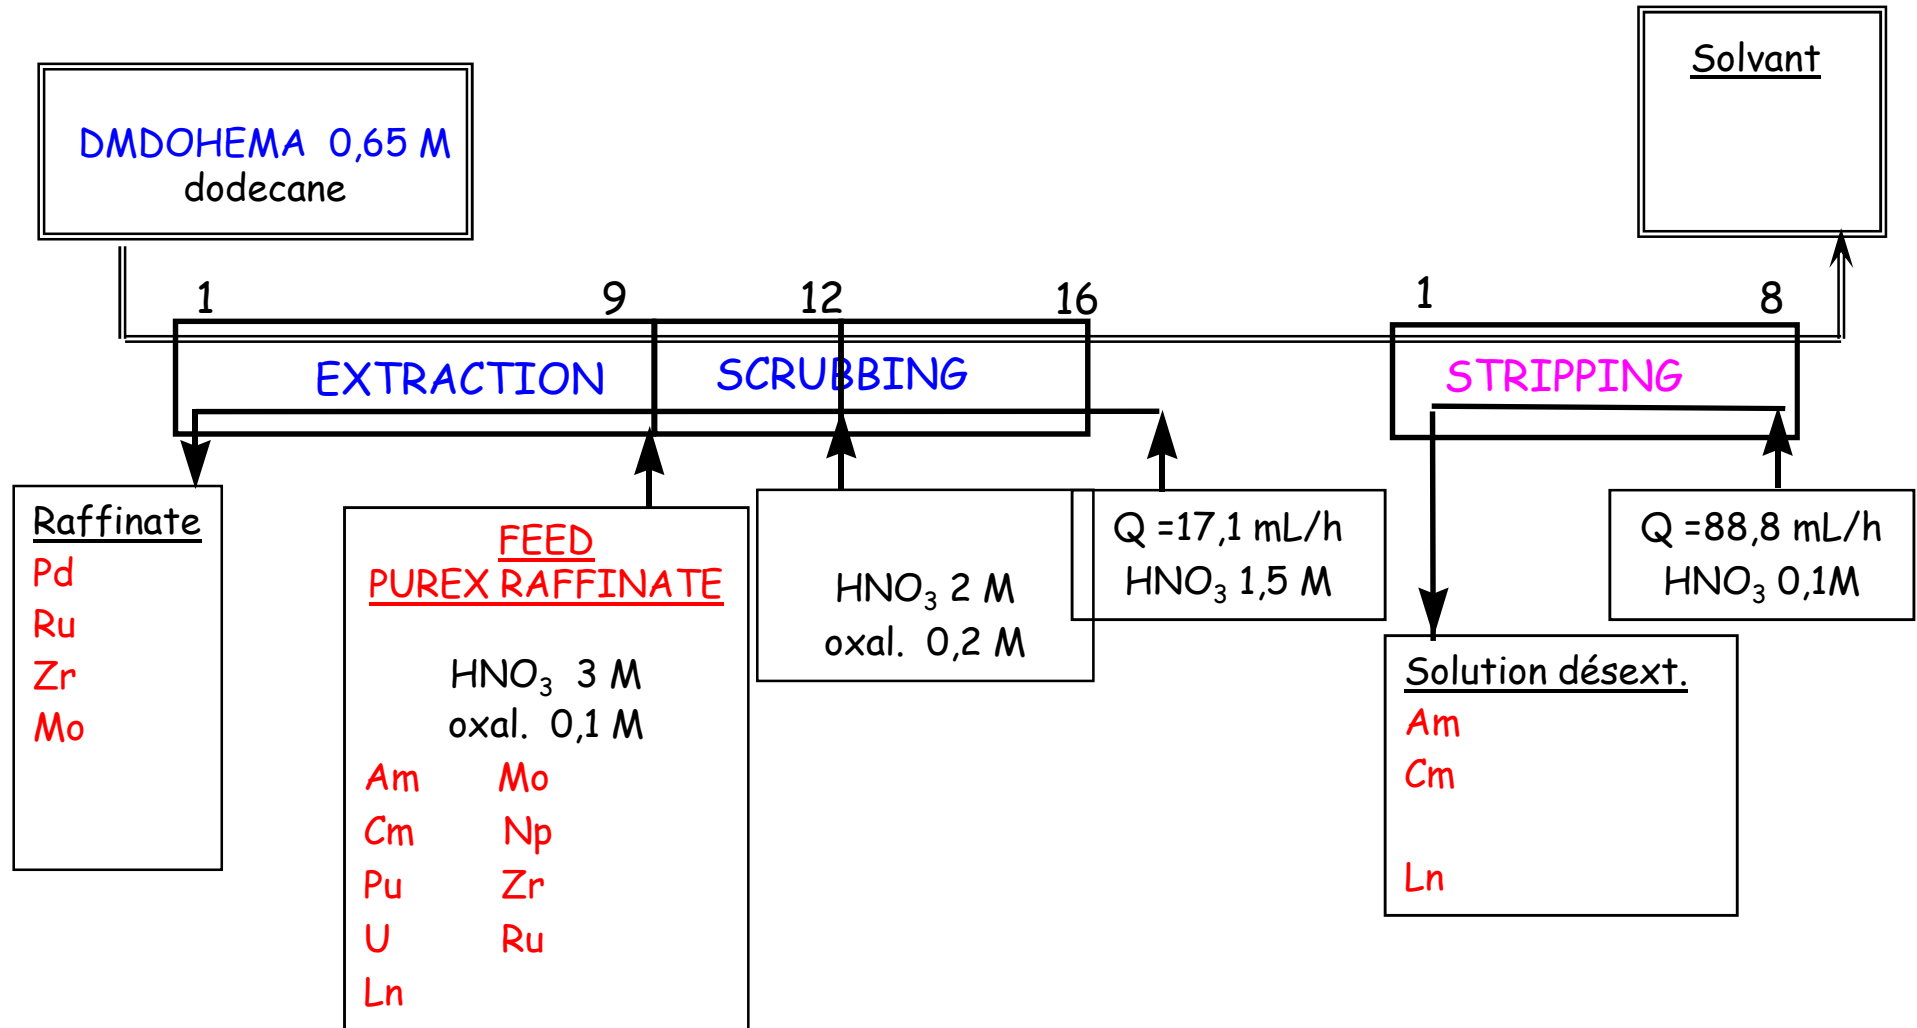 Solvant
DMDOHEMA 0,65 M
dodecane
1
9
12
16
1
8
EXTRACTION
SCRUBBING
STRIPPING
Raffinate
Pd
Ru
Zr
Mo
FEED
PUREX RAFFINATE
HNO₃ 3 M
oxal. 0,1 M
Am Mo
Cm Np
Pu Zr
U Ru
Ln
HNO₃ 2 M
oxal. 0,2 M
Q =17,1 mL/h
HNO₃ 1,5 M
Q =88,8 mL/h
HNO₃ 0,1M
Solution désext.
Am
Cm
Ln